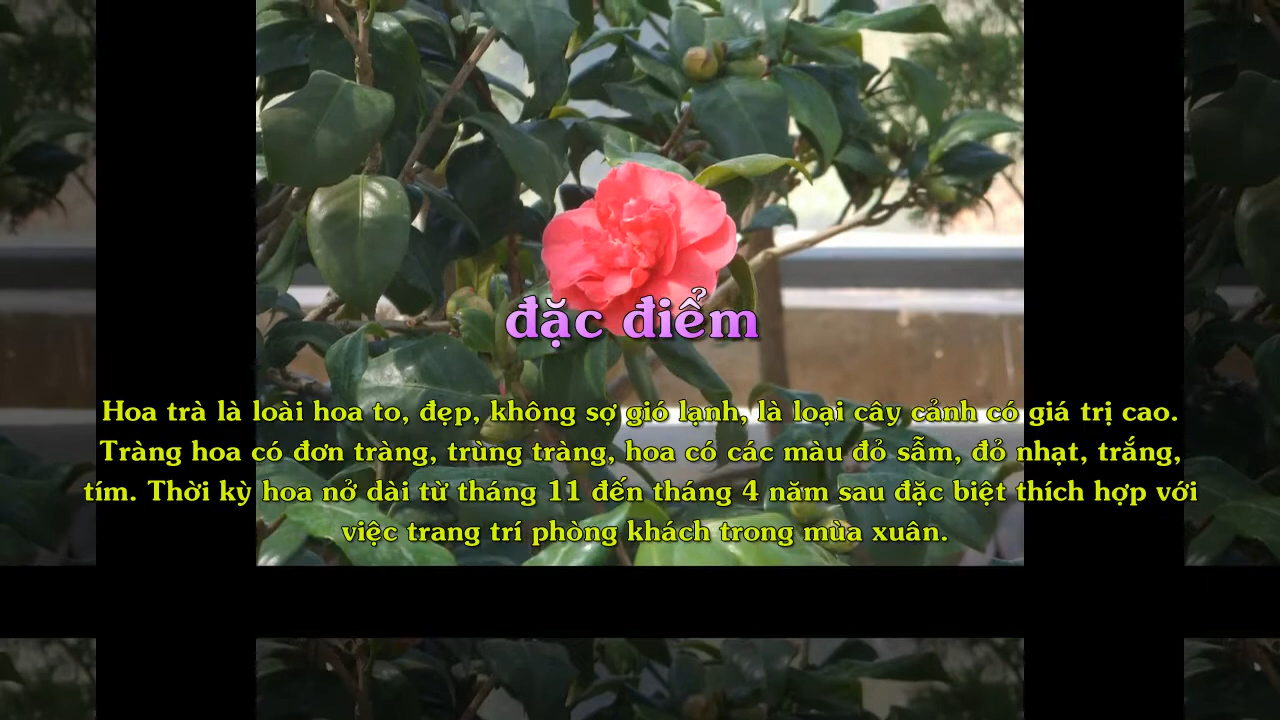 đặc điểm
Hoa trà là loài hoa to, đẹp, không sợ gió lạnh, là loại cây cảnh có giá trị cao.
Tràng hoa có đơn tràng, trùng tràng, hoa có các màu đỏ sẫm, đỏ nhạt, trắng,
tím. Thời kỳ hoa nở dài từ tháng 11 đến tháng 4 năm sau đặc biệt thích hợp với
việc trang trí phòng khách trong mùa xuân.